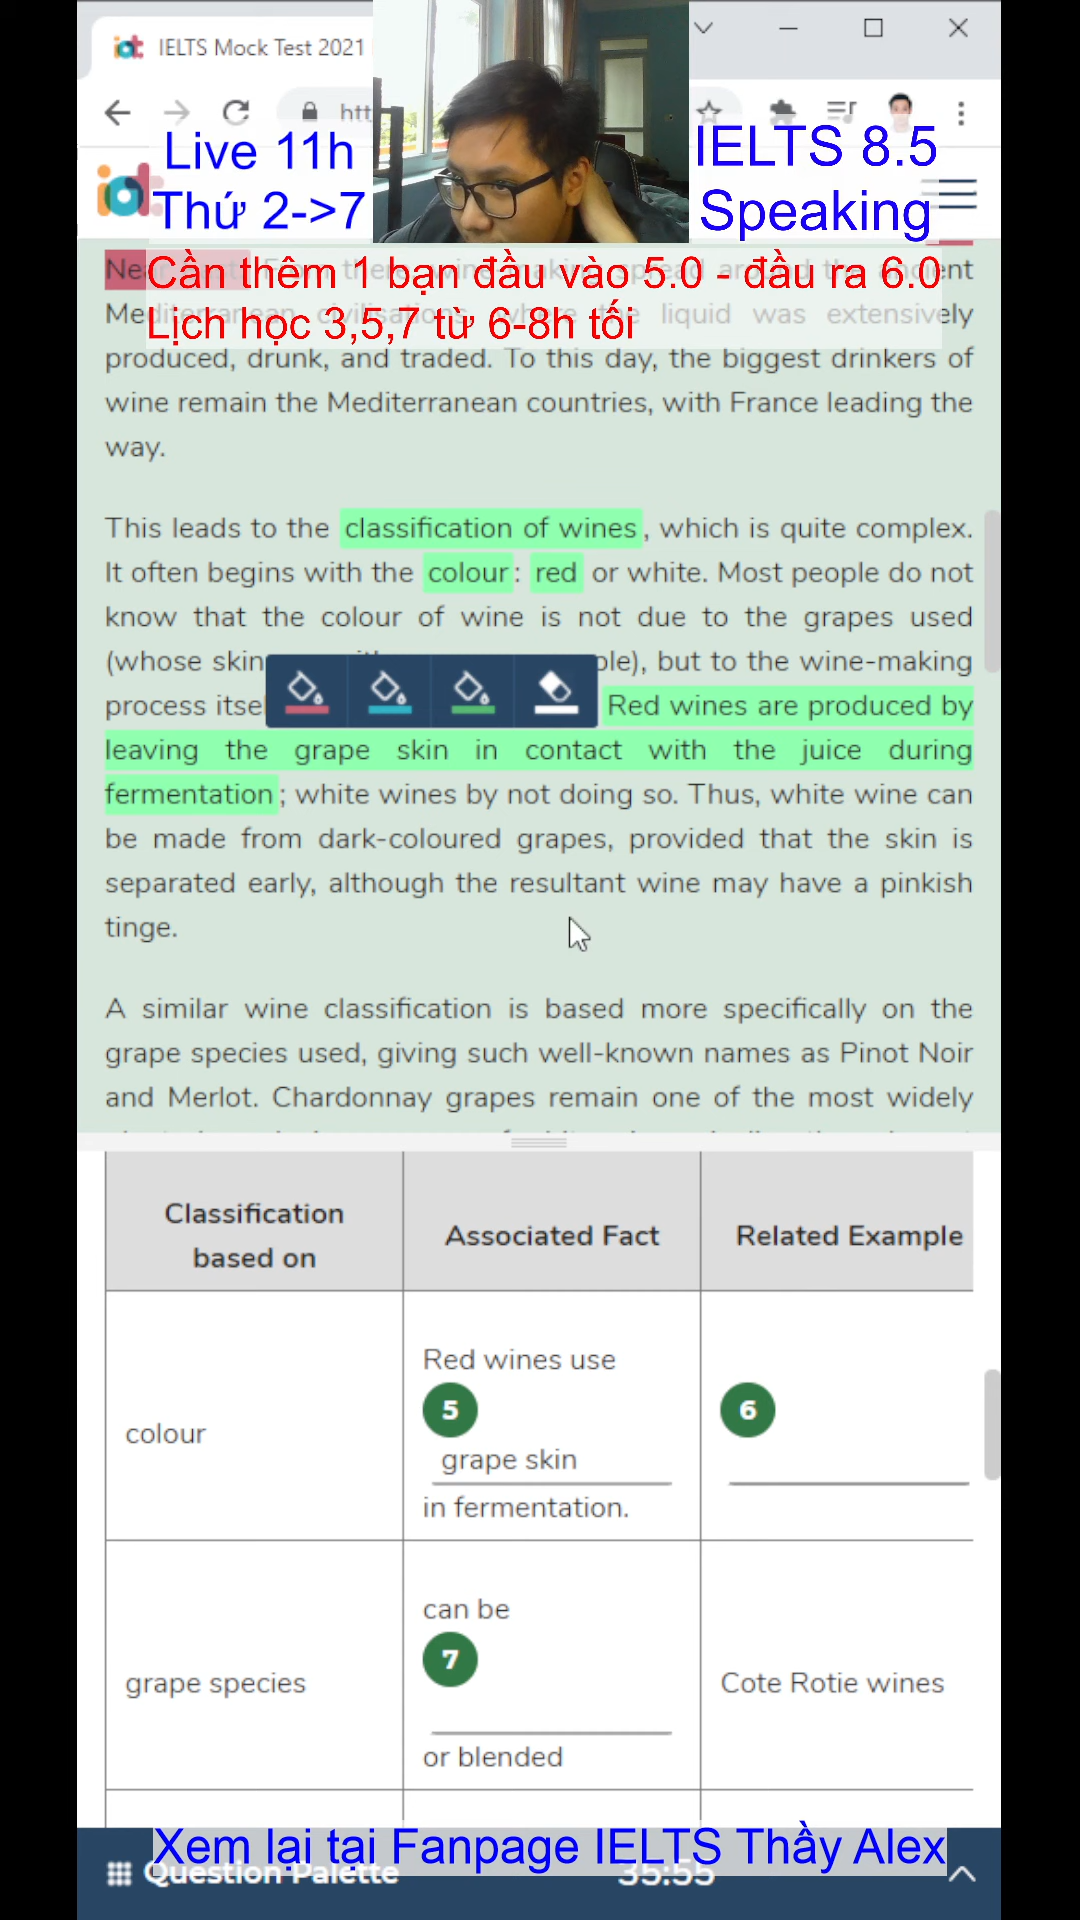 IELTS Mock Test 2021
Live 11h
Thứ 2->7
IELTS 8.5
Speaking
iot
Cần thêm 1 bạn đầu vào 5.0 - đầu ra 6.0
Lịch học 3,5,7 từ 6-8h tối
liquid was extensively
produced, drunk, and traded. To this day, the biggest drinkers of
wine remain the Mediterranean countries, with France leading the
way.
This leads to the classification of wines, which is quite complex.
It often begins with the colour: red or white. Most people do not
know that the colour of wine is not due to the grapes used
(whose skin but to the wine-making
process Red wines are produced by
leaving the grape skin in contact with the juice during
fermentation; white wines by not doing so. Thus, white wine can
be made from dark-coloured grapes, provided that the skin is
separated early, although the resultant wine may have a pinkish
tinge.
A similar wine classification is based more specifically on the
grape species used, giving such well-known names as Pinot Noir
and Merlot. Chardonnay grapes remain one of the most widely
Classification based on
Associated Fact
Related Example
colour
Red wines use
5
grape skin
in fermentation.
6
grape species
can be
7
or blended
Cote Rotie wines
Xem lại tại Fanpage IELTS Thầy Alex
Question Palette
35:55